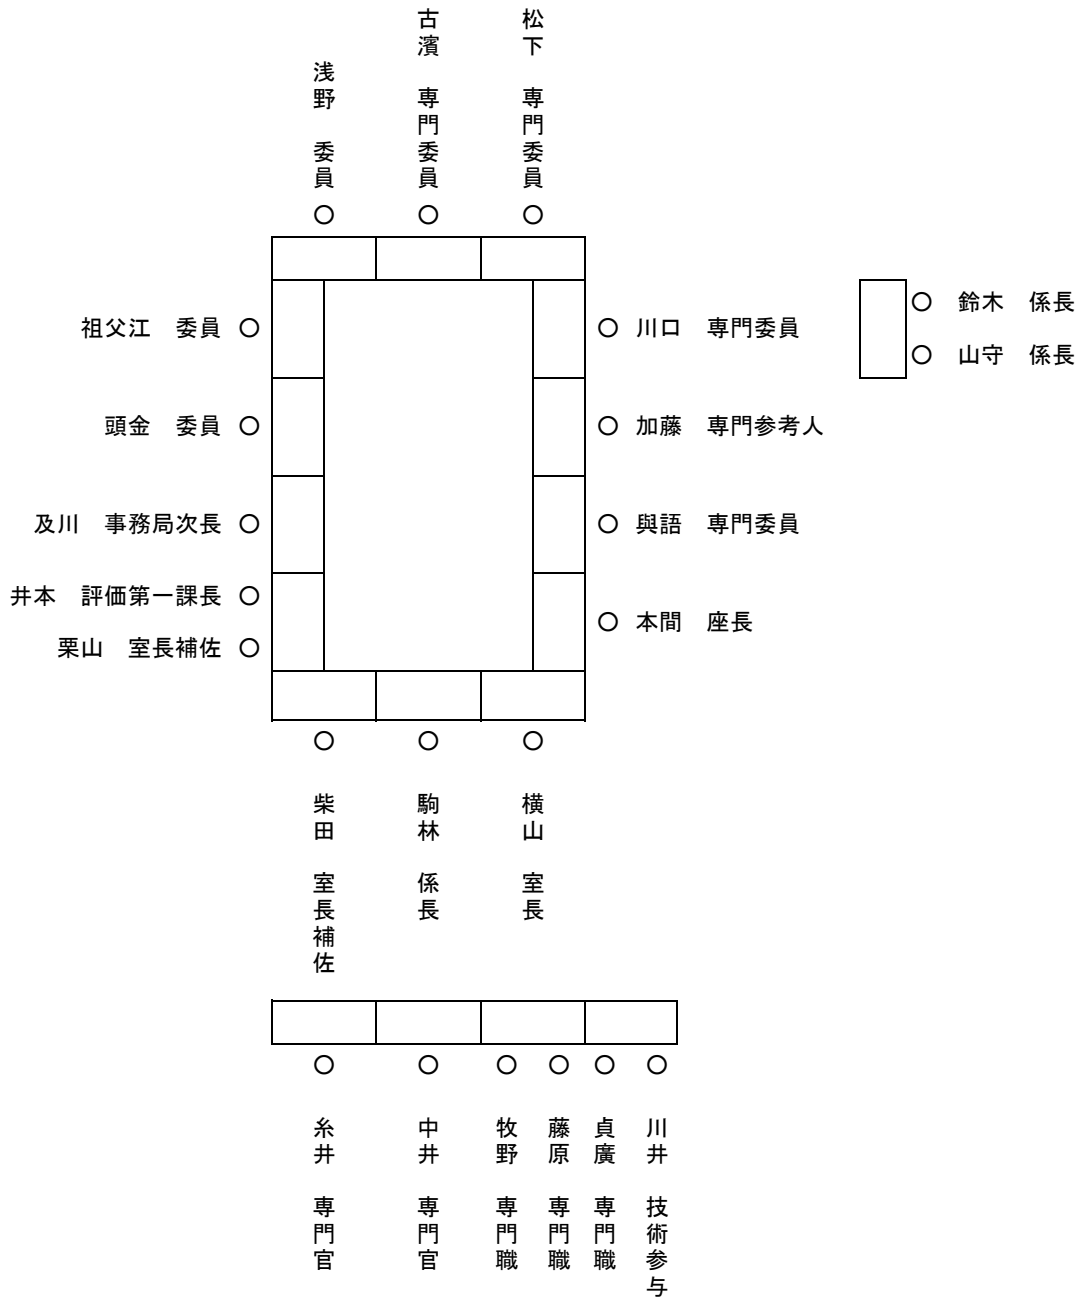 浅野　委員
古濱　専門委員
松下　専門委員
祖父江　委員
頭金　委員
及川　事務局次長
井本　評価第一課長
栗山　室長補佐
川口　専門委員
加藤　専門参考人
與語　専門委員
本間　座長
鈴木　係長
山守　係長
柴田　室長補佐
駒林　係長
横山　室長
糸井　専門官
中井　専門官
牧野　専門職
藤原　専門職
貞廣　専門職
川井　技術参与